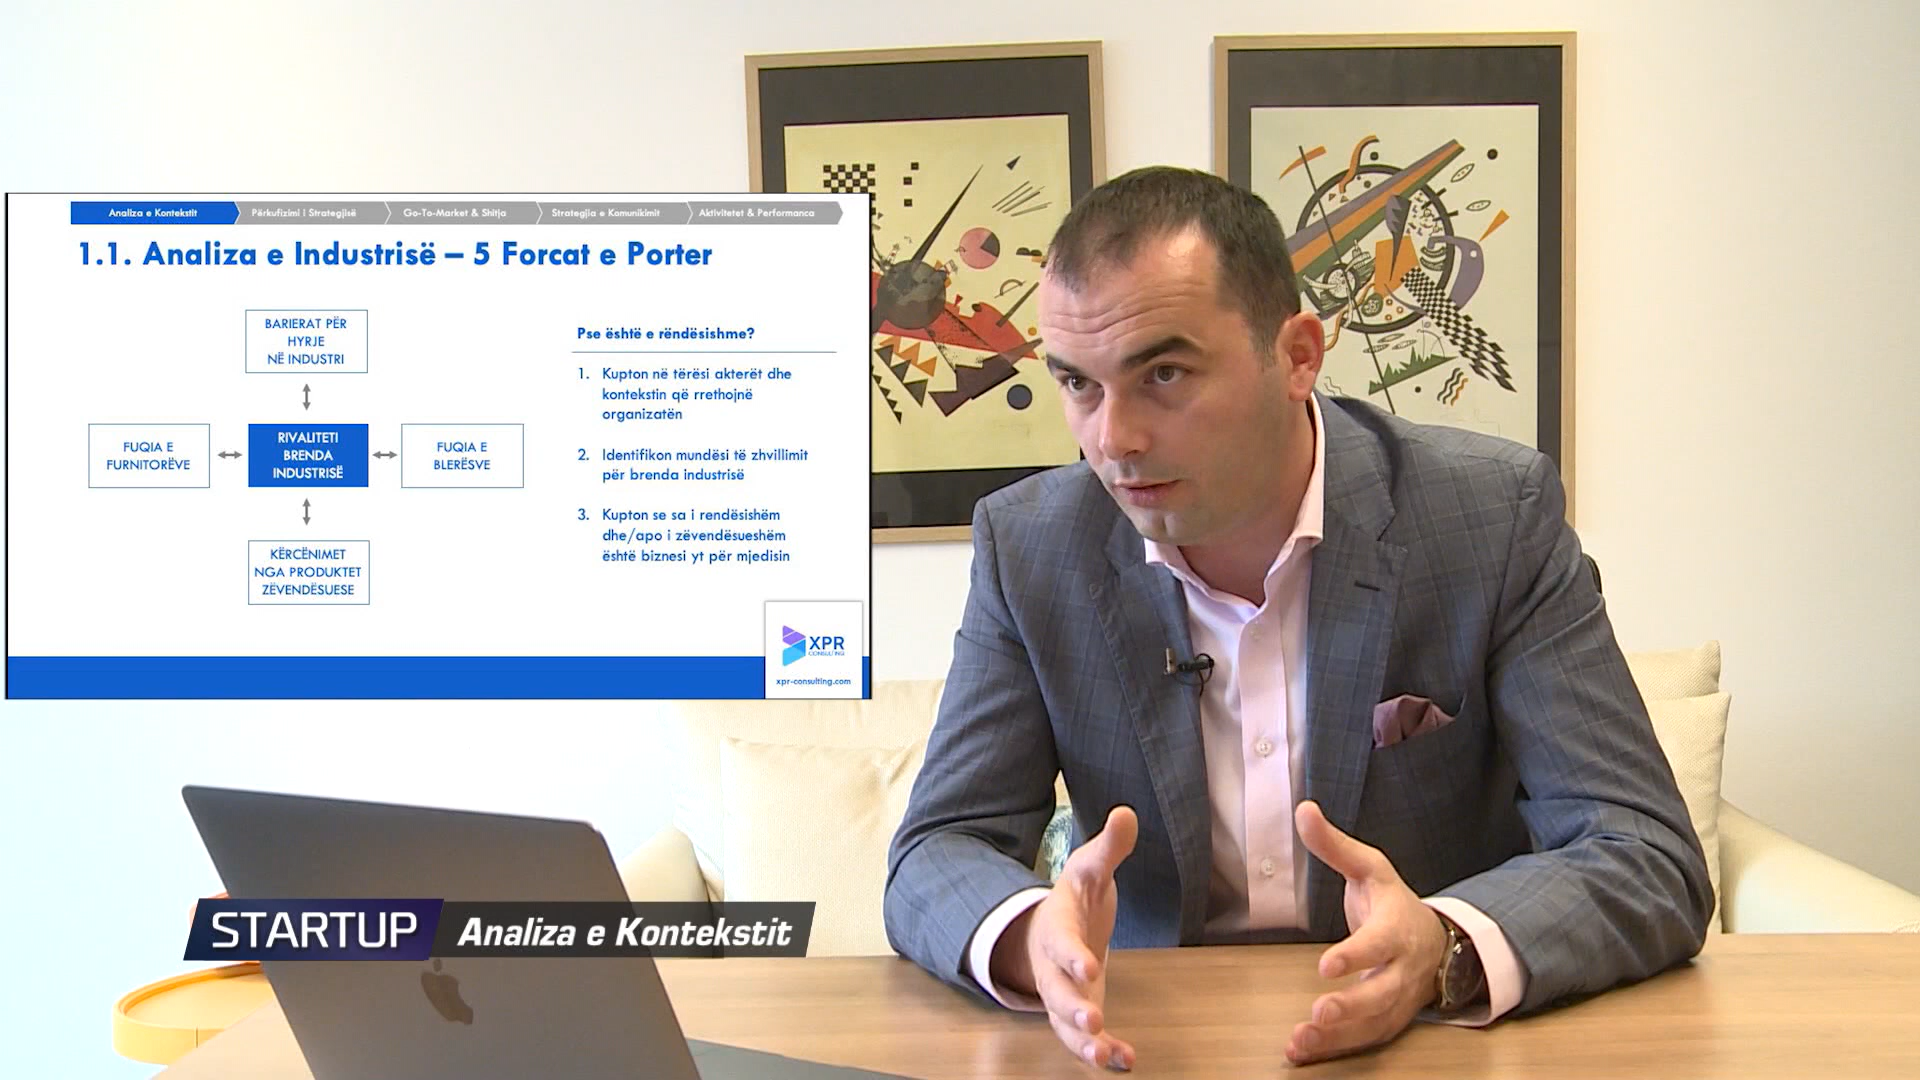 Analiza e Kontekstit
Përkufizimi i Strategjisë
Go-To-Market & Shitja
Strategjia e Komunikimit
Aktivitetet & Performanca
1.1. Analiza e Industrisë – 5 Forcat e Porter
BARIERAT PËR
HYRJE
NË INDUSTRI
FUQIA E
FURNITORËVE
RIVALITETI
BRENDA
INDUSTRISË
FUQIA E
BLERËSVE
KËRCËNIMET
NGA PRODUKTET
ZËVENDËSUESE
Pse është e rëndësishme?
1. Kupton në tërësi akterët dhe
kontekstin që rrethojnë
organizatën
2. Identifikon mundësi të zhvillimit
për brenda industrisë
3. Kupton se sa i rendësishëm
dhe/apo i zëvendësueshëm
është biznesi yt për mjedisin
XPR
CONSULTING
xpr-consulting.com
STARTUP
Analiza e Kontekstit